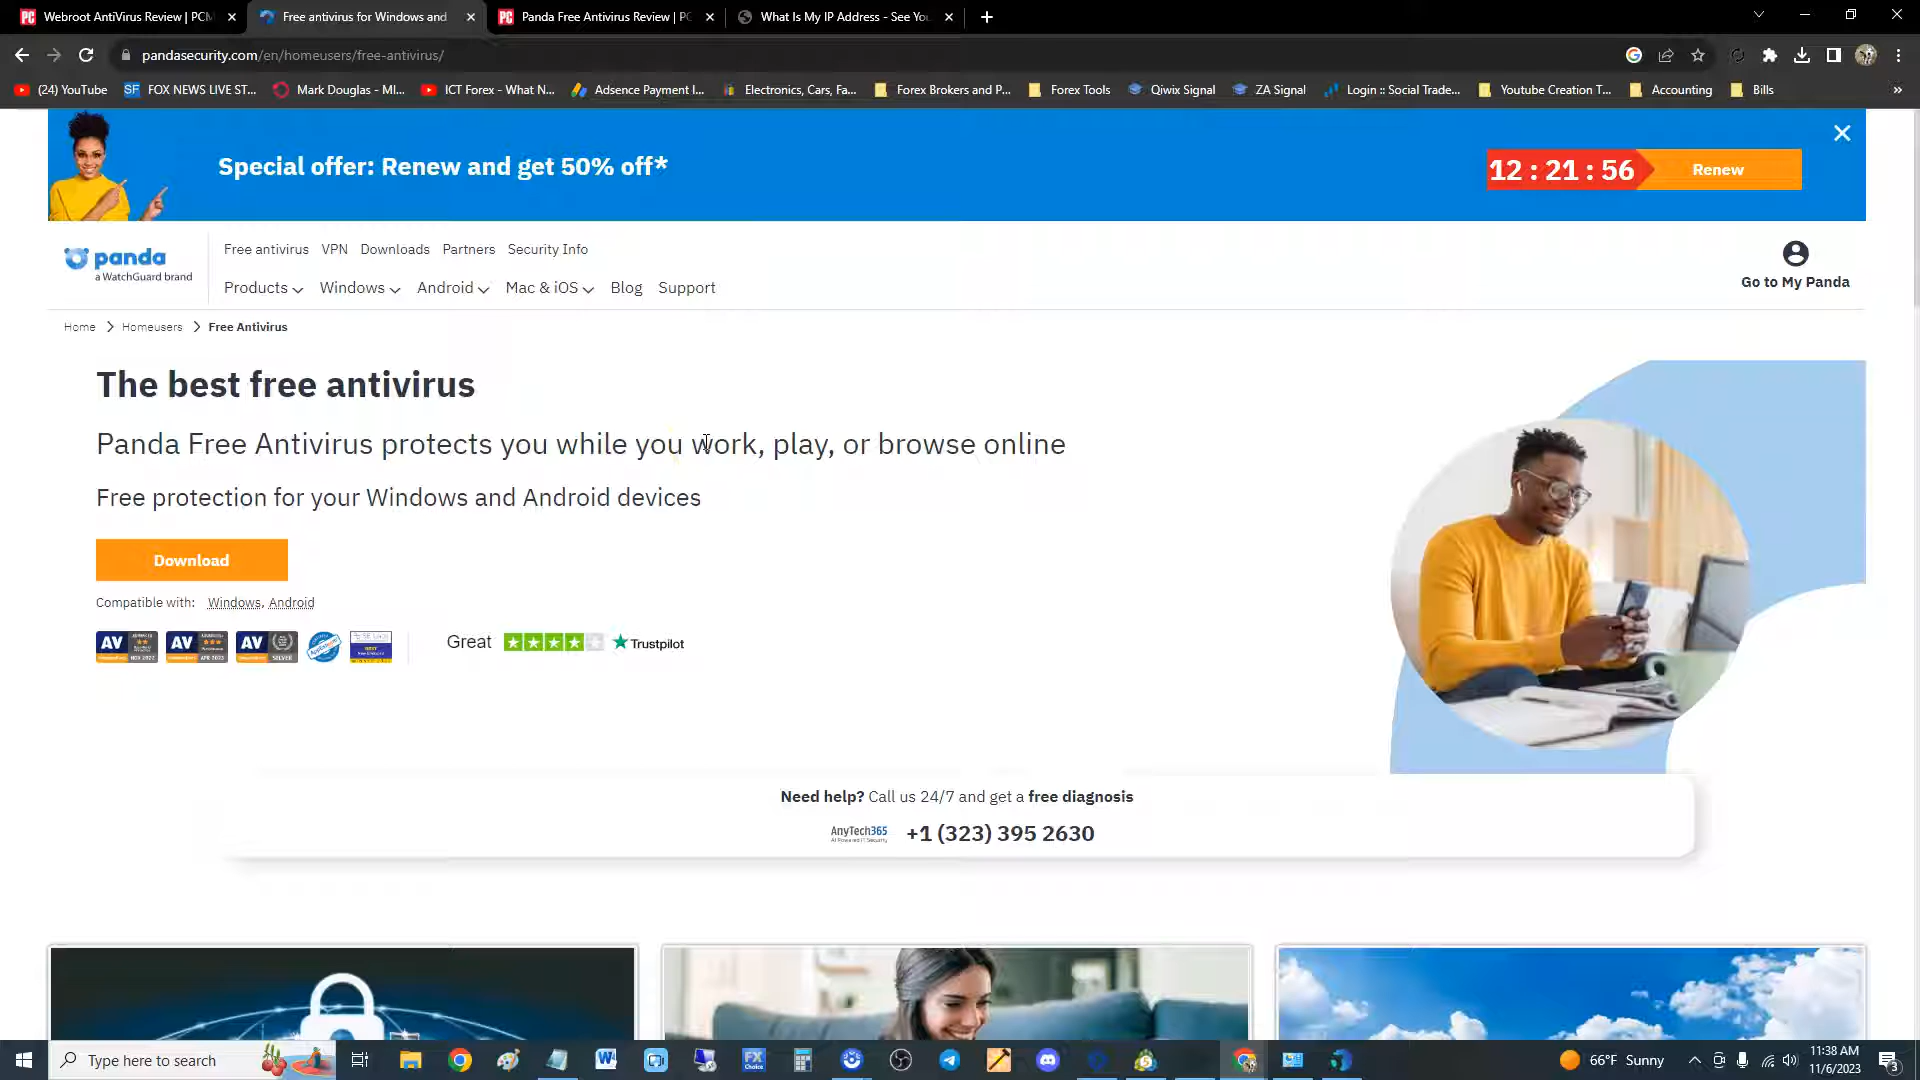 Webroot AntiVirus Review | PCM
Free antivirus for Windows and
Panda Free Antivirus Review | PC
What Is My IP Address - See You
pandasecurity.com/en/homeusers/free-antivirus/
(24) YouTube
FOX NEWS LIVE ST...
Mark Douglas - MI...
ICT Forex - What N...
Adsence Payment I...
Electronics, Cars, Fa...
Forex Brokers and P...
Forex Tools
Qiwix Signal
ZA Signal
Login :: Social Trade...
Youtube Creation T...
Accounting
Bills
Special offer: Renew and get 50% off*
12 : 21 : 56
Renew
panda
a WatchGuard brand
Free antivirus VPN Downloads Partners Security Info
Products Windows Android Mac & iOS Blog Support
Go to My Panda
Home Homeusers Free Antivirus
The best free antivirus
Panda Free Antivirus protects you while you work, play, or browse online
Free protection for your Windows and Android devices
Download
Compatible with: Windows, Android
AV AV AV
Great Trustpilot
Need help? Call us 24/7 and get a free diagnosis
AnyTech365 +1 (323) 395 2630
Type here to search
66°F Sunny
11:38 AM
11/6/2023